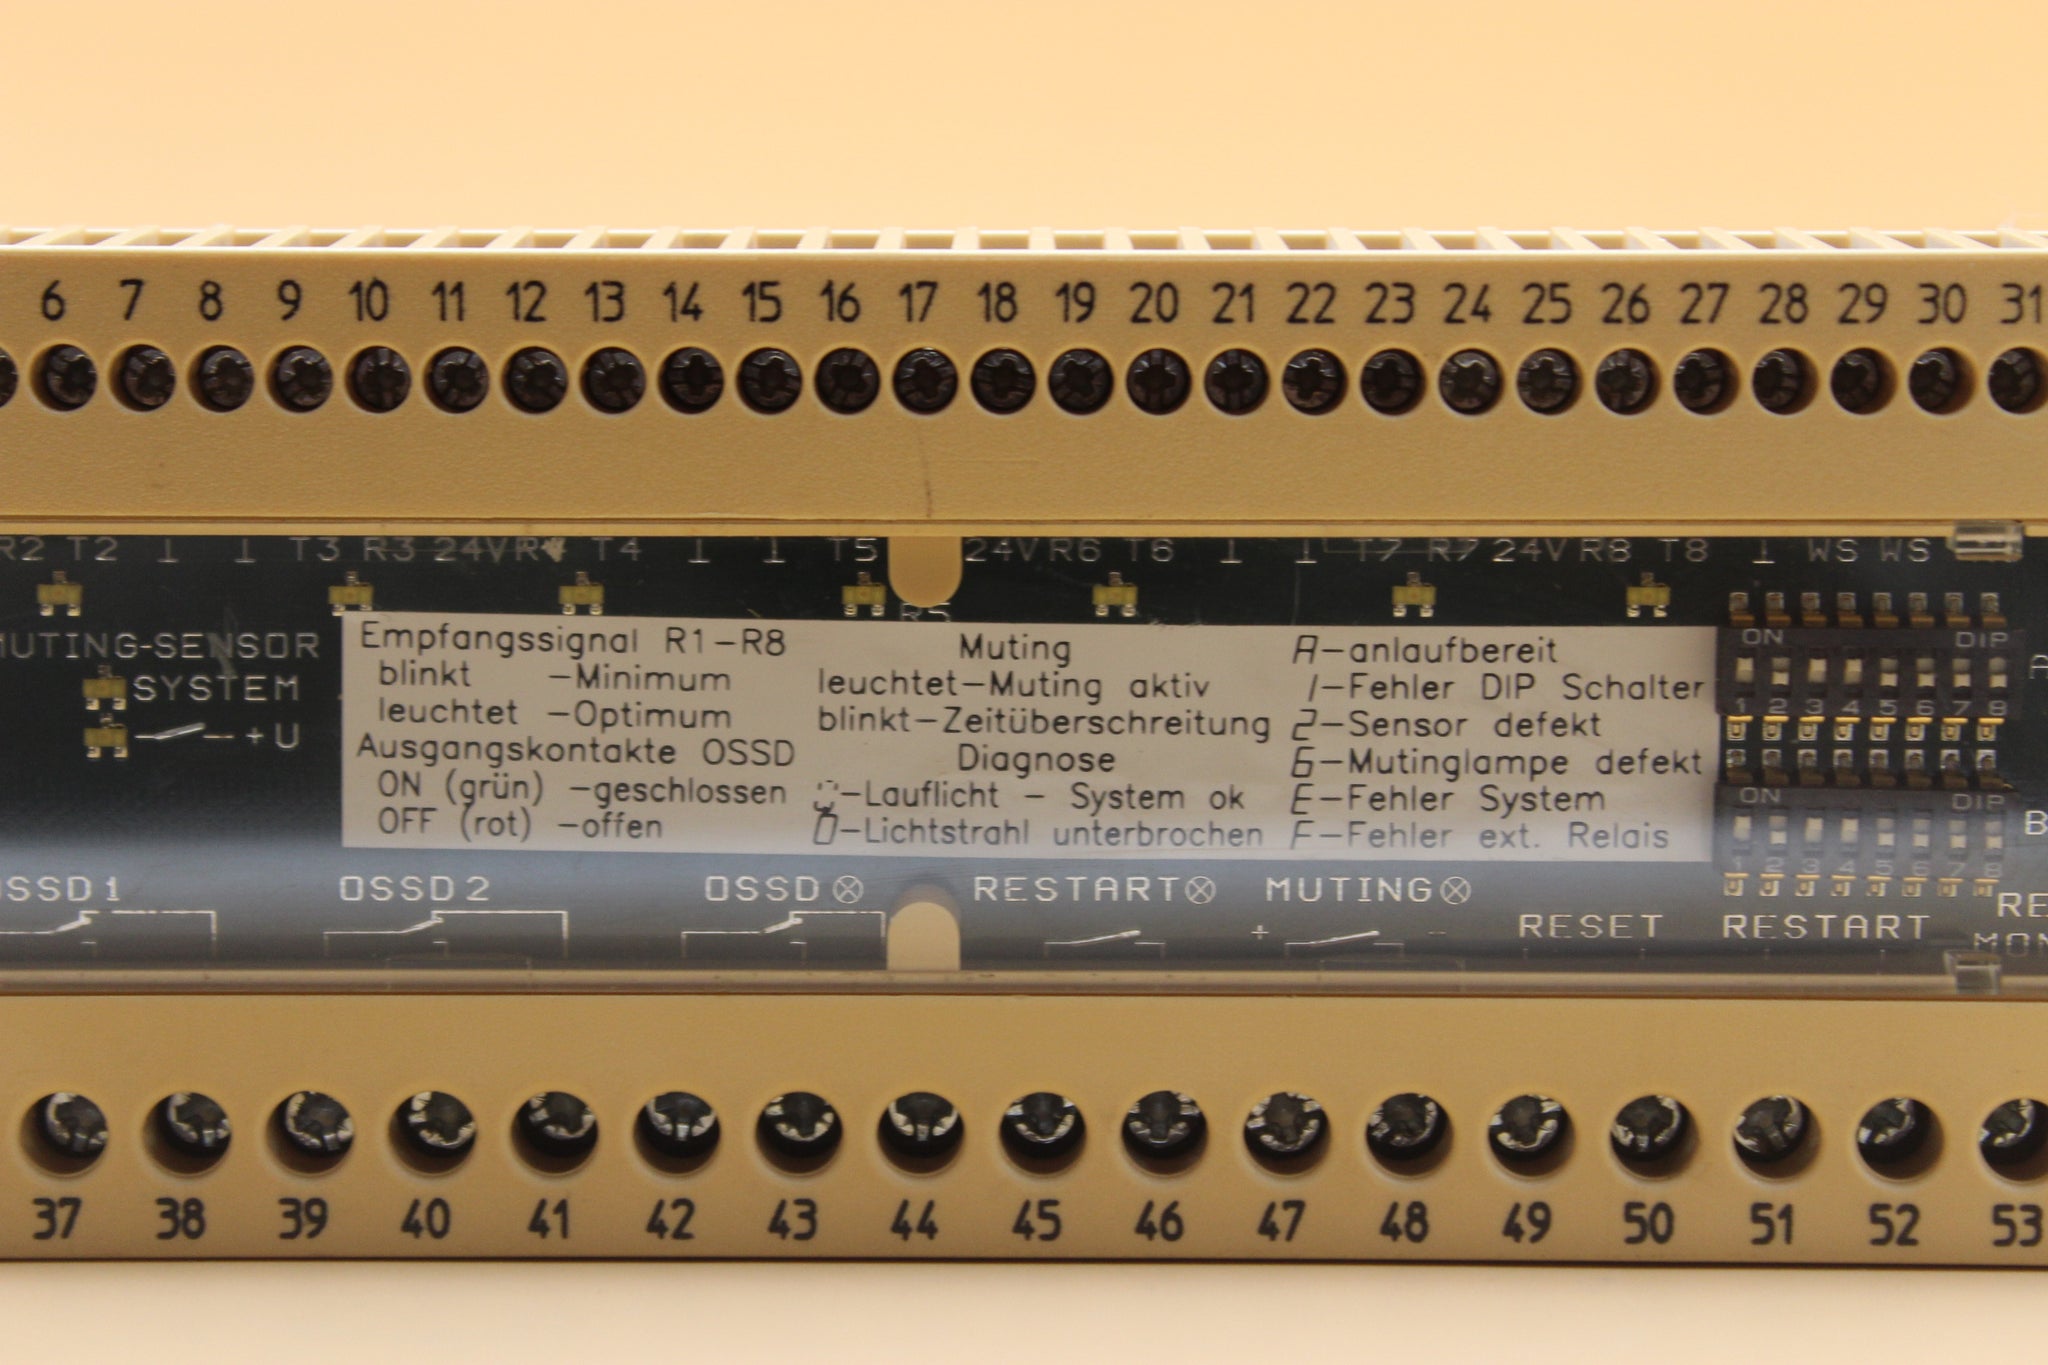 6 7 8 9 10 11 12 13 14 15 16 17 18 19 20 21 22 23 24 25 26 27 28 29 30 31
R2 T2 ⊥ ⊥ T3 R3 24V R4 T4 ⊥ ⊥ T5 24V R6 T6 ⊥ ⊥ T7 R7 24V R8 T8 ⊥ WS WS
R5
MUTING-SENSOR
SYSTEM
+U
Empfangssignal R1-R8
blinkt -Minimum
leuchtet -Optimum
Ausgangskontakte OSSD
ON (grün) -geschlossen
OFF (rot) -offen
Muting
leuchtet-Muting aktiv
blinkt-Zeitüberschreitung
Diagnose
-Lauflicht - System ok
0-Lichtstrahl unterbrochen
A-anlaufbereit
1-Fehler DIP Schalter
2-Sensor defekt
6-Mutinglampe defekt
E-Fehler System
F-Fehler ext. Relais
ON DIP
1 2 3 4 5 6 7 8
A
ON DIP
1 2 3 4 5 6 7 8
B
OSSD1 OSSD2 OSSD RESTART MUTING
+ -
RESET RESTART
37 38 39 40 41 42 43 44 45 46 47 48 49 50 51 52 53